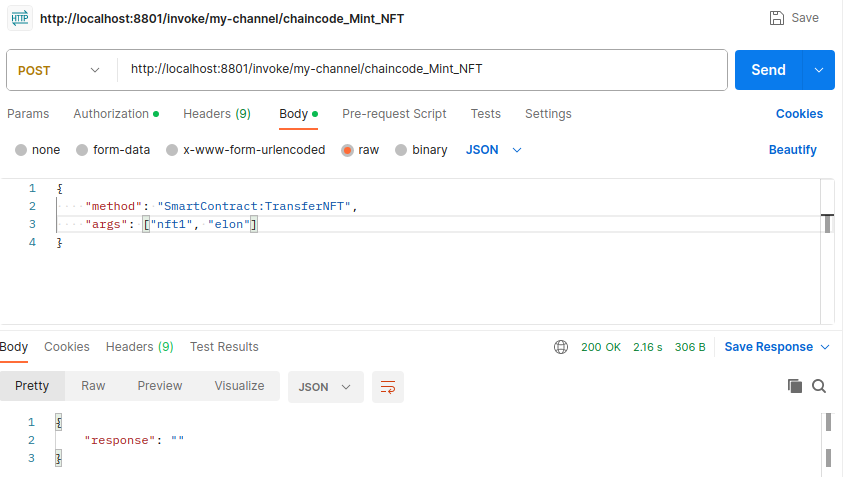 HTTP http://localhost:8801/invoke/my-channel/chaincode_Mint_NFT Save
POST http://localhost:8801/invoke/my-channel/chaincode_Mint_NFT Send
Params Authorization Headers (9) Body Pre-request Script Tests Settings Cookies
none form-data x-www-form-urlencoded raw binary JSON Beautify
1 {
2 "method": "SmartContract:TransferNFT",
3 "args": ["nft1", "elon"]
4 }
Body Cookies Headers (9) Test Results 200 OK 2.16 s 306 B Save Response
Pretty Raw Preview Visualize JSON
1 {
2 "response": ""
3 }